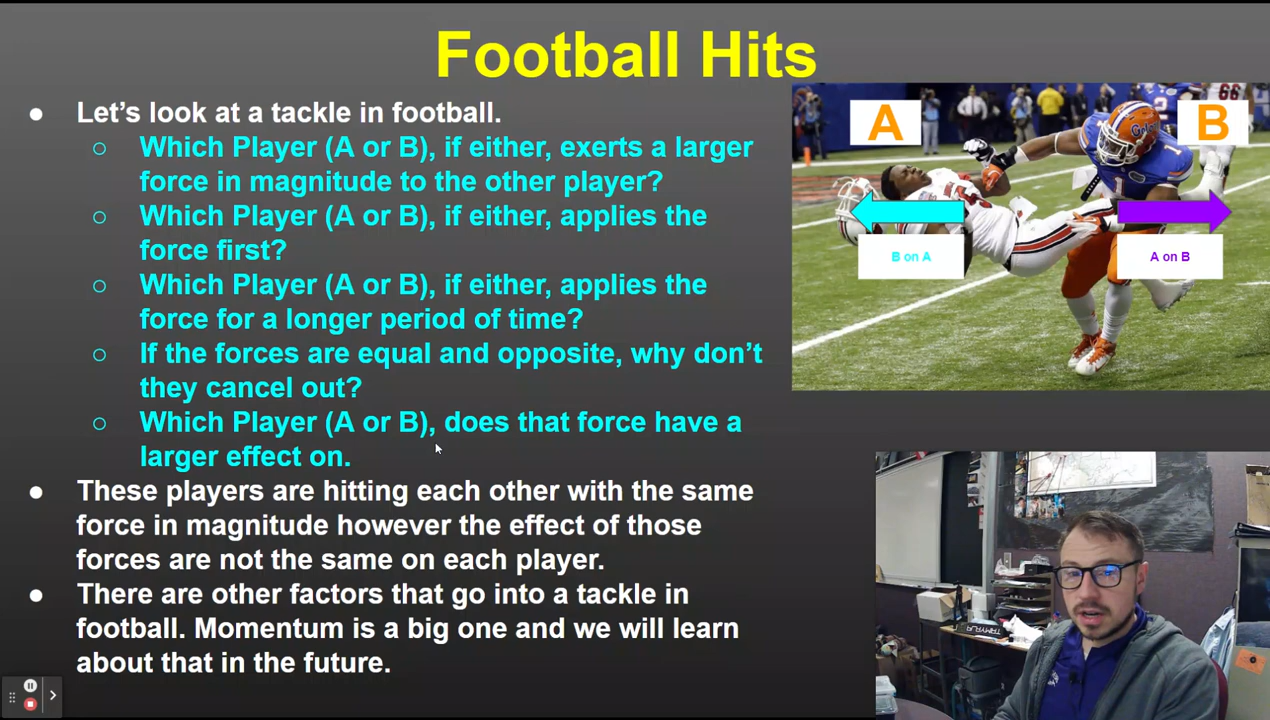 Football Hits
Let's look at a tackle in football.
Which Player (A or B), if either, exerts a larger
force in magnitude to the other player?
Which Player (A or B), if either, applies the
force first?
Which Player (A or B), if either, applies the
force for a longer period of time?
If the forces are equal and opposite, why don't
they cancel out?
Which Player (A or B), does that force have a
larger effect on.
These players are hitting each other with the same
force in magnitude however the effect of those
forces are not the same on each player.
There are other factors that go into a tackle in
football. Momentum is a big one and we will learn
about that in the future.
A
B
66
Gators
1
1
B on A
A on B